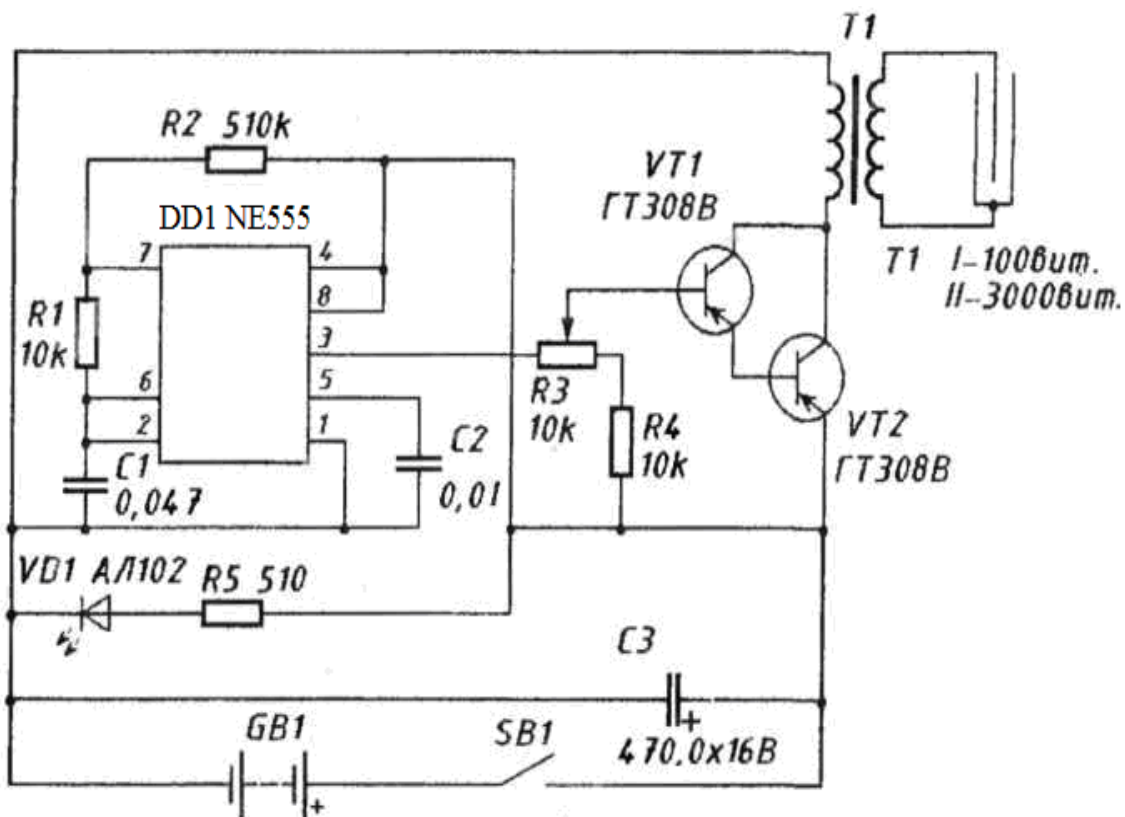 T1
R2 510k
VT1
ГТ308В
DD1 NE555
7
4
T1 I-100вит.
II-3000вит.
8
R1
10k
3
6
5
R3
10k
2
1
C2
0,01
R4
10k
VT2
ГТ308В
C1
0,047
VD1 АЛ102
R5 510
C3
+
470,0x16В
GB1
SB1
+